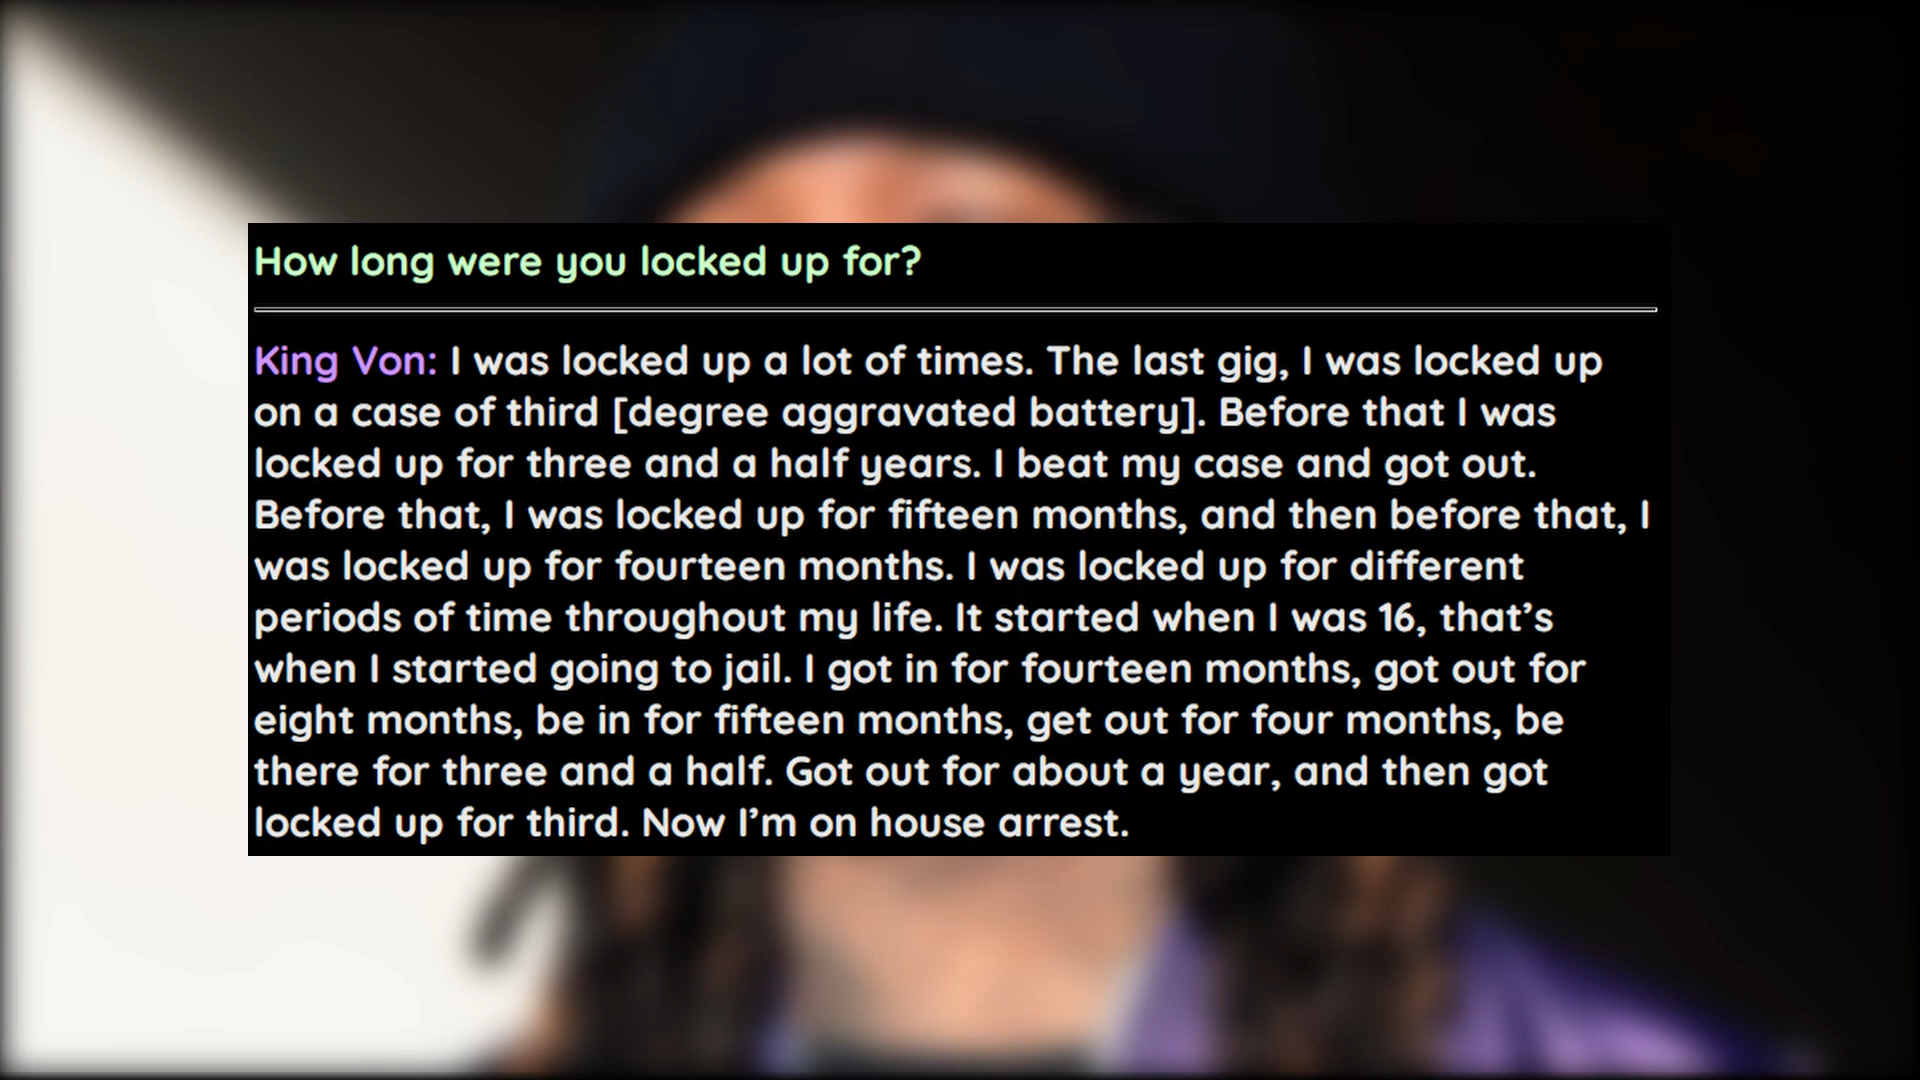 How long were you locked up for?
King Von: I was locked up a lot of times. The last gig, I was locked up
on a case of third [degree aggravated battery]. Before that I was
locked up for three and a half years. I beat my case and got out.
Before that, I was locked up for fifteen months, and then before that, I
was locked up for fourteen months. I was locked up for different
periods of time throughout my life. It started when I was 16, that’s
when I started going to jail. I got in for fourteen months, got out for
eight months, be in for fifteen months, get out for four months, be
there for three and a half. Got out for about a year, and then got
locked up for third. Now I’m on house arrest.